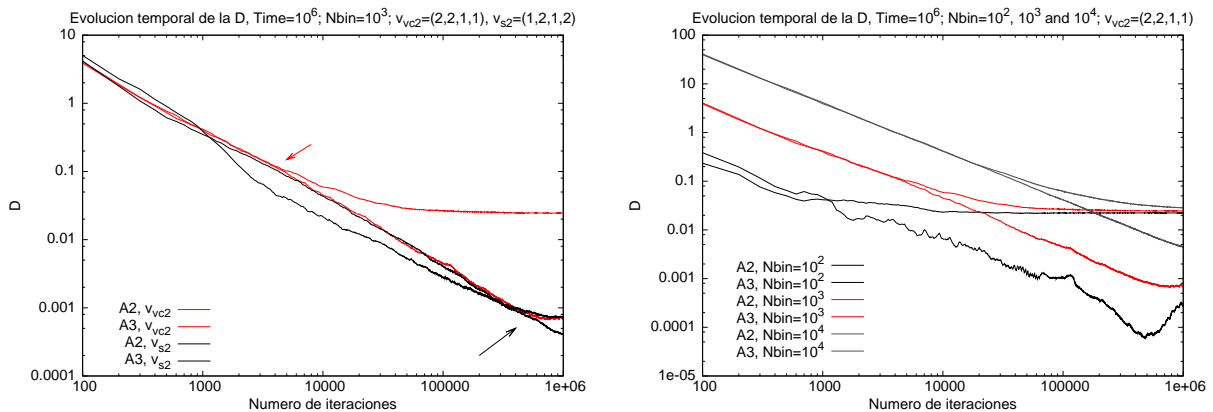 Evolucion temporal de la D, Time=10^6; Nbin=10^3; v_vc2=(2,2,1,1), v_s2=(1,2,1,2)
10
1
0.1
0.01
0.001
0.0001
D
A2, v_vc2
A3, v_vc2
A2, v_s2
A3, v_s2
100
1000
10000
100000
1e+06
Numero de iteraciones
Evolucion temporal de la D, Time=10^6; Nbin=10^2, 10^3 and 10^4; v_vc2=(2,2,1,1)
100
10
1
0.1
0.01
0.001
0.0001
1e-05
D
A2, Nbin=10^2
A3, Nbin=10^2
A2, Nbin=10^3
A3, Nbin=10^3
A2, Nbin=10^4
A3, Nbin=10^4
100
1000
10000
100000
1e+06
Numero de iteraciones